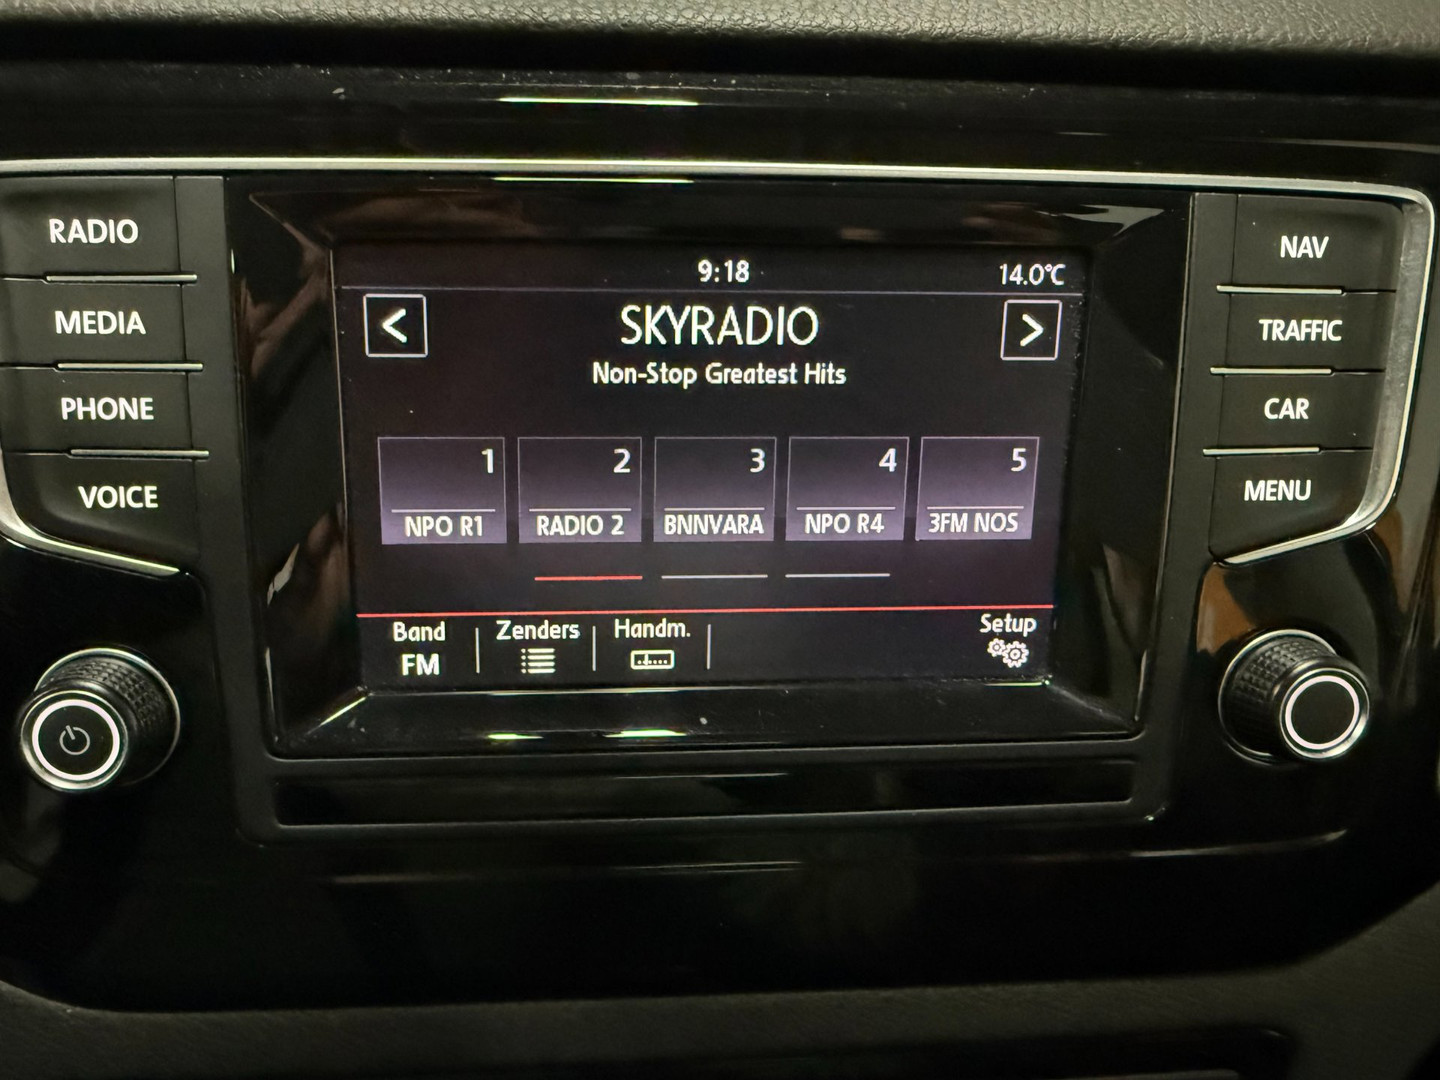 RADIO
MEDIA
PHONE
VOICE
9:18
14.0°C
<
SKYRADIO
>
Non-Stop Greatest Hits
1
2
3
4
5
NPO R1
RADIO 2
BNNVARA
NPO R4
3FM NOS
Band
FM
Zenders
Handm.
Setup
NAV
TRAFFIC
CAR
MENU